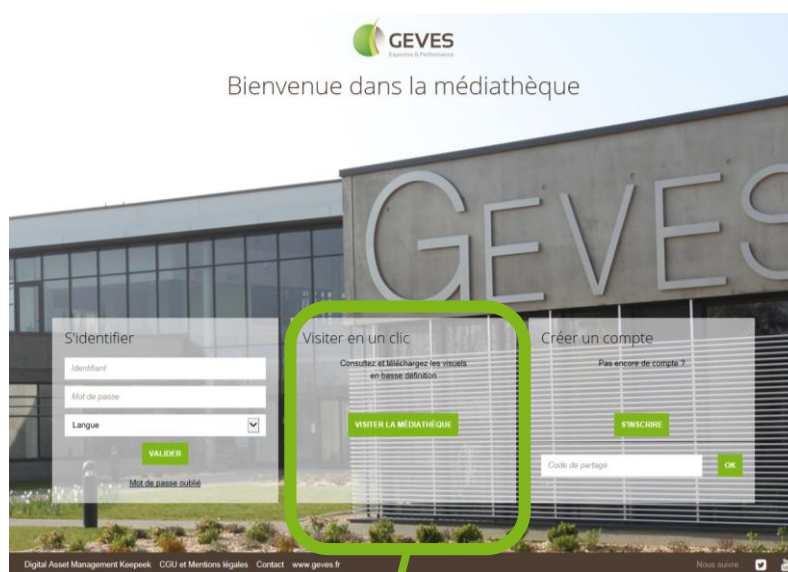 GEVES
Expertise & Performance
Bienvenue dans la médiathèque
GEVES
S'identifier
Identifiant
Mot de passe
Langue
VALIDER
Mot de passe oublié
Visiter en un clic
Consultez et téléchargez les visuels
en basse définition
VISITER LA MÉDIATHÈQUE
Créer un compte
Pas encore de compte ?
S'INSCRIRE
Code de partage
OK
Digital Asset Management Keepeek CGU et Mentions légales Contact www.geves.fr
Nous suivre